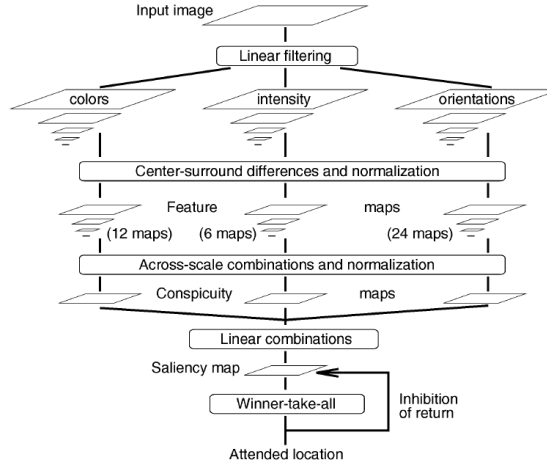 Input image
Linear filtering
colors intensity orientations
Center-surround differences and normalization
Feature maps
(12 maps) (6 maps) (24 maps)
Across-scale combinations and normalization
Conspicuity maps
Linear combinations
Saliency map
Inhibition
of return
Winner-take-all
Attended location